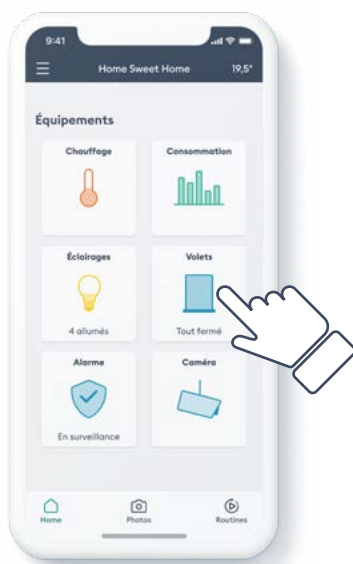 9:41
Home Sweet Home 19,5°
Équipements
Chauffage Consommation
Éclairages Volets
4 allumés Tout fermé
Alarme Caméra
En surveillance
Home Photos Routines